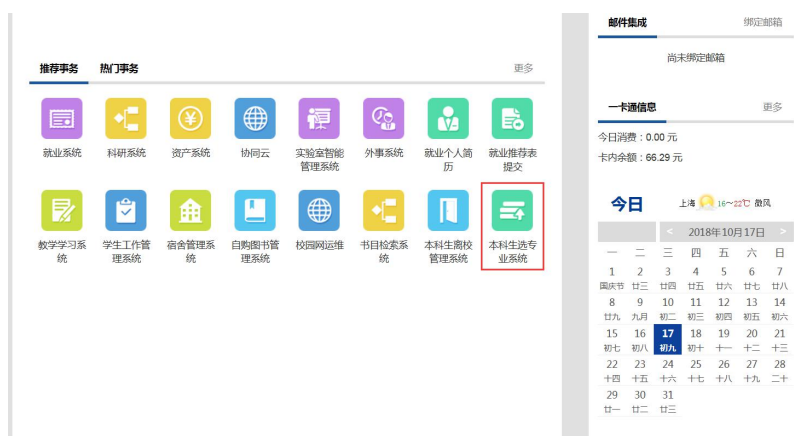 推荐事务 热门事务 更多
就业系统 科研系统 资产系统 协同云 实验室智能管理系统 外事系统 就业个人简历 就业推荐表提交
教学学习系统 学生工作管理系统 宿舍管理系统 自购图书管理系统 校园网运维 书目检索系统 本科生离校管理系统 本科生选专业系统
邮件集成 绑定邮箱
尚未绑定邮箱
一卡通信息 更多
今日消费：0.00 元
卡内余额：66.29 元
今日 上海 16～22℃ 微风
< 2018年10月17日 >
一 二 三 四 五 六 日
1 2 3 4 5 6 7
国庆节 廿三 廿四 廿五 廿六 廿七 廿八
8 9 10 11 12 13 14
廿九 九月 初二 初三 初四 初五 初六
15 16 17 18 19 20 21
初七 初八 初九 初十 十一 十二 十三
22 23 24 25 26 27 28
十四 十五 十六 十七 十八 十九 二十
29 30 31
廿一 廿二 廿三